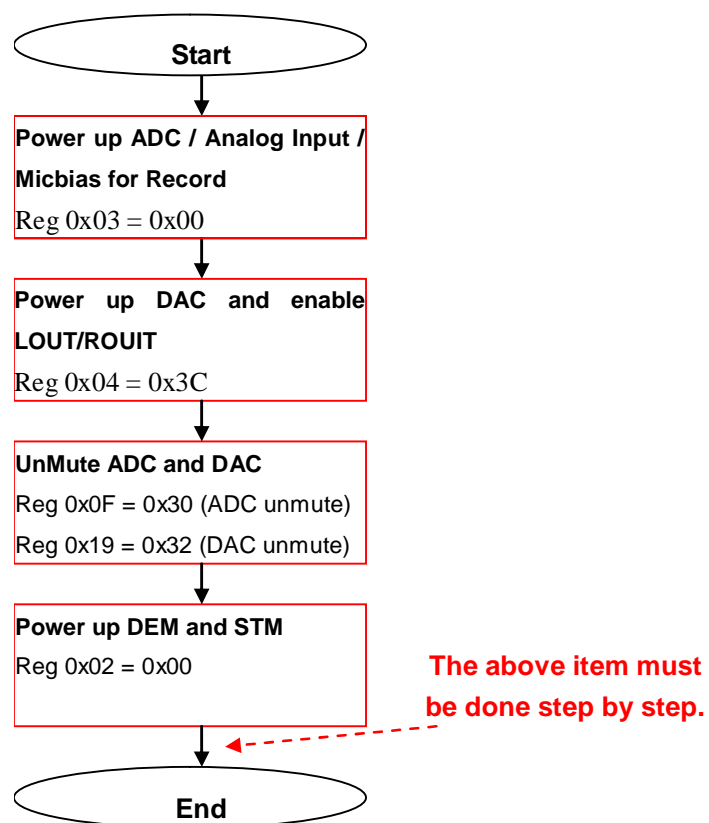 Start
Power up ADC / Analog Input /
Micbias for Record
Reg 0x03 = 0x00
Power up DAC and enable
LOUT/ROUIT
Reg 0x04 = 0x3C
UnMute ADC and DAC
Reg 0x0F = 0x30 (ADC unmute)
Reg 0x19 = 0x32 (DAC unmute)
Power up DEM and STM
Reg 0x02 = 0x00
The above item must
be done step by step.
End